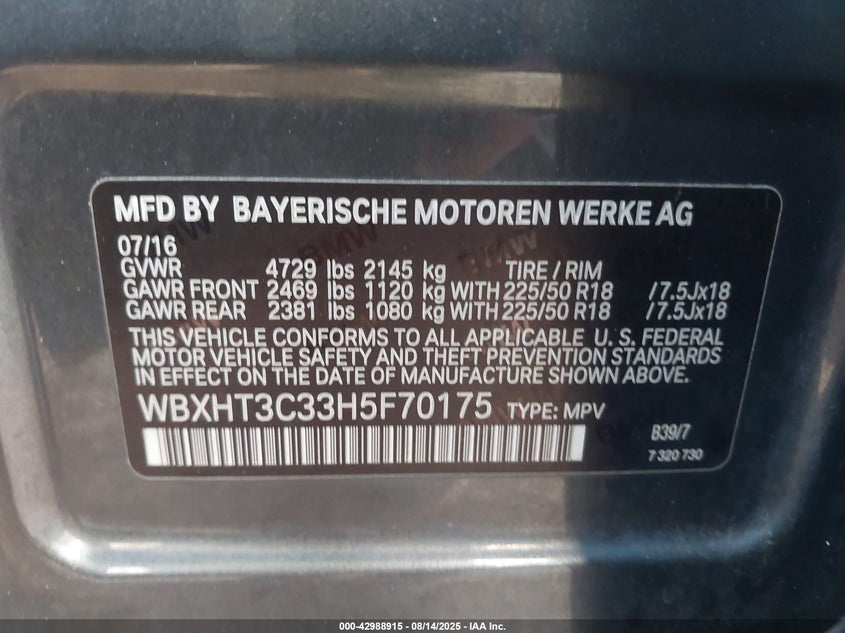 MFD BY BAYERISCHE MOTOREN WERKE AG
07/16
GVWR 4729 lbs 2145 kg TIRE / RIM
GAWR FRONT 2469 lbs 1120 kg WITH 225/50 R18 /7.5Jx18
GAWR REAR 2381 lbs 1080 kg WITH 225/50 R18 /7.5Jx18
THIS VEHICLE CONFORMS TO ALL APPLICABLE U. S. FEDERAL
MOTOR VEHICLE SAFETY AND THEFT PREVENTION STANDARDS
IN EFFECT ON THE DATE OF MANUFACTURE SHOWN ABOVE.
WBXHT3C33H5F70175 TYPE: MPV
B39/7
7 320 730
000-42988915 - 08/14/2025 - IAA Inc.